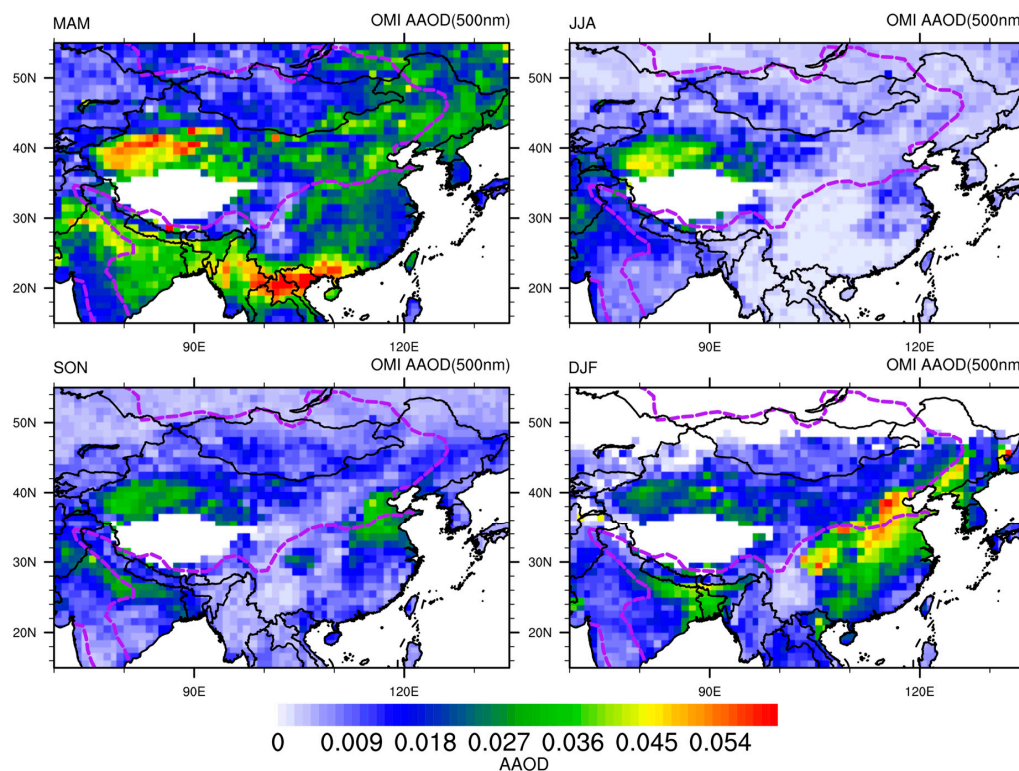 MAM OMI AAOD(500nm)
JJA OMI AAOD(500nm)
50N
40N
30N
20N
50N
40N
30N
20N
90E 120E
90E 120E
SON OMI AAOD(500nm)
DJF OMI AAOD(500nm)
50N
40N
30N
20N
50N
40N
30N
20N
90E 120E
90E 120E
0 0.009 0.018 0.027 0.036 0.045 0.054
AAOD